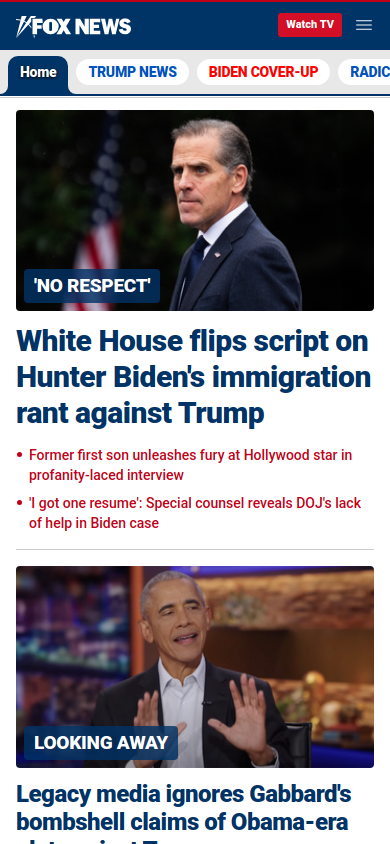 FOX NEWS
Watch TV
Home
TRUMP NEWS
BIDEN COVER-UP
RADIC
'NO RESPECT'
White House flips script on
Hunter Biden's immigration
rant against Trump
Former first son unleashes fury at Hollywood star in
profanity-laced interview
'I got one resume': Special counsel reveals DOJ's lack
of help in Biden case
LOOKING AWAY
Legacy media ignores Gabbard's
bombshell claims of Obama-era